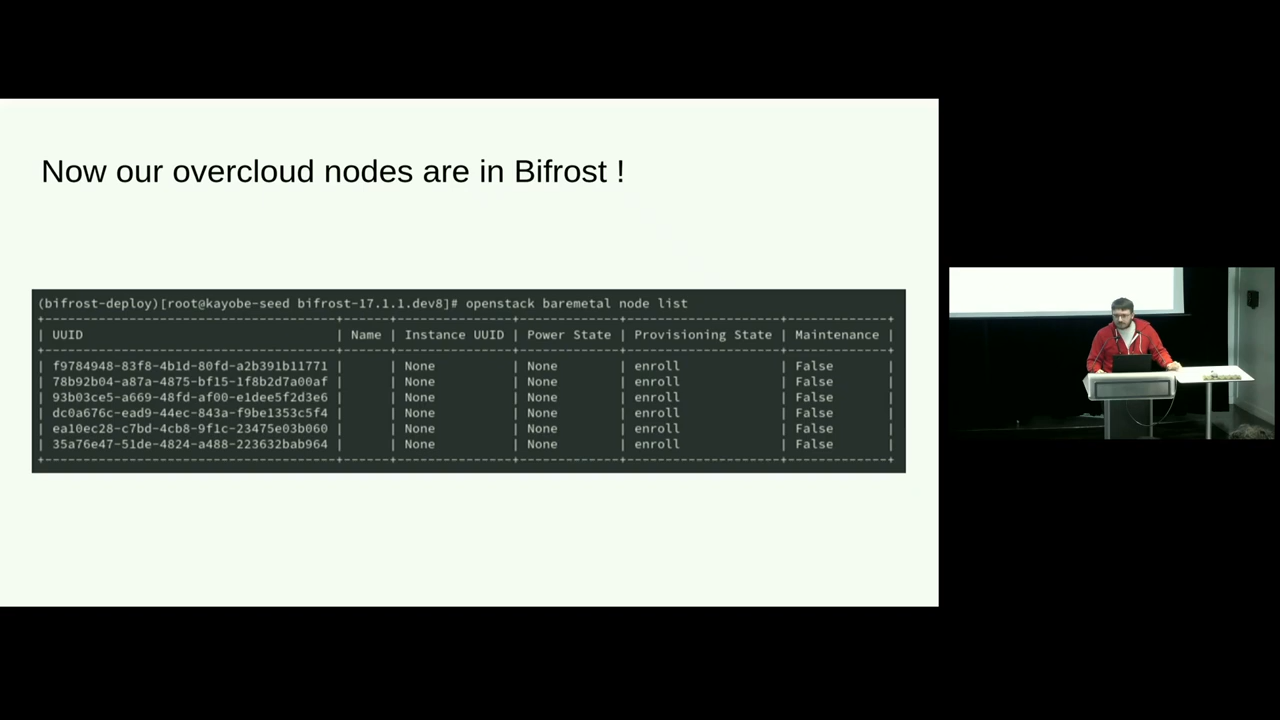 Now our overcloud nodes are in Bifrost !
(bifrost-deploy)[root@kayobe-seed bifrost-17.1.1.dev8]# openstack baremetal node list
| UUID | Name | Instance UUID | Power State | Provisioning State | Maintenance |
| f9784948-83f8-4b1d-80fd-a2b391b11771 | | None | None | enroll | False |
| 78b92b04-a87a-4875-bf15-1f8b2d7a00af | | None | None | enroll | False |
| 93b03ce5-a669-48fd-af00-e1dee5f2d3e6 | | None | None | enroll | False |
| dc0a676c-ead9-44ec-843a-f9be1353c5f4 | | None | None | enroll | False |
| ea10ec28-c7bd-4cb8-9f1c-23475e03b060 | | None | None | enroll | False |
| 35a76e47-51de-4824-a488-223632bab964 | | None | None | enroll | False |